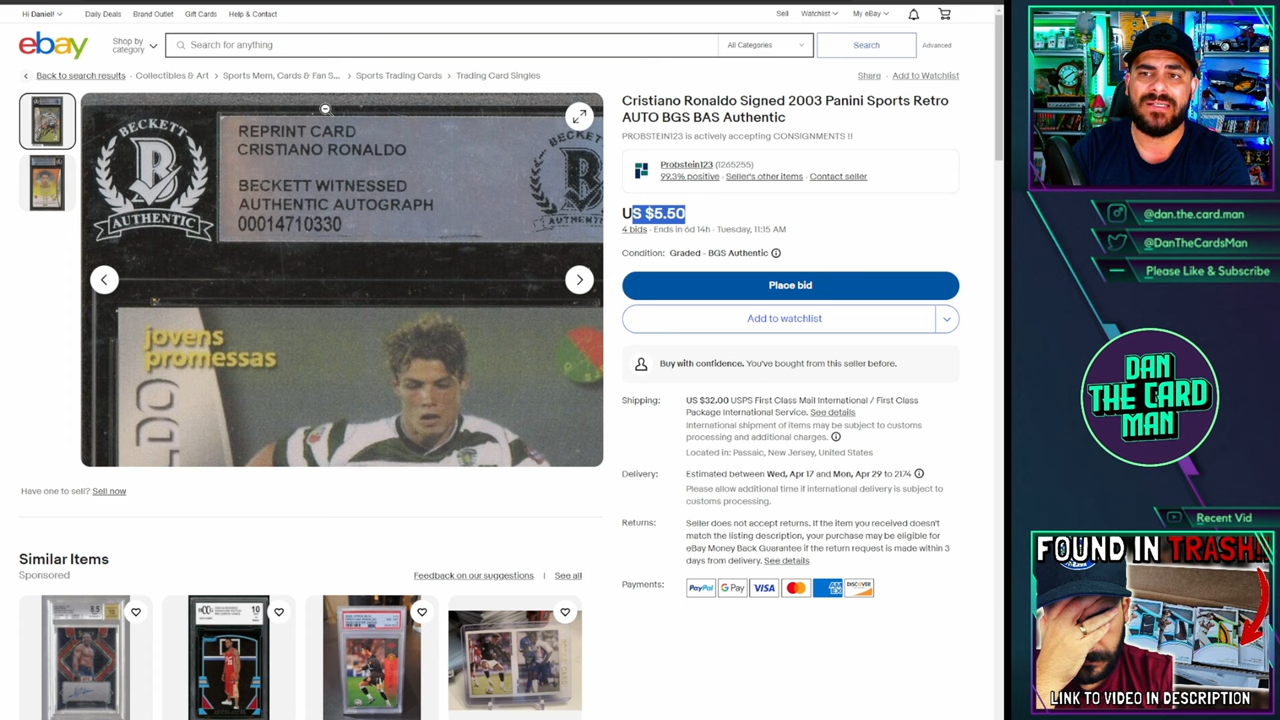 Hi Daniel!
Daily Deals
Brand Outlet
Gift Cards
Help & Contact
Sell
Watchlist
My eBay
ebay
Shop by category
Search for anything
All Categories
Search
Advanced
Back to search results
Collectibles & Art
Sports Mem, Cards & Fan S...
Sports Trading Cards
Trading Card Singles
Share
Add to Watchlist
BECKETT
B
AUTHENTIC
REPRINT CARD
CRISTIANO RONALDO
BECKETT WITNESSED
AUTHENTIC AUTOGRAPH
00014710330
jovens
promessas
Cristiano Ronaldo Signed 2003 Panini Sports Retro
AUTO BGS BAS Authentic
PROBSTEIN123 is actively accepting CONSIGNMENTS !!
Probstein123 (1265255)
99.3% positive · Seller's other items · Contact seller
US $5.50
4 bids · Ends in 6d 14h · Tuesday, 11:15 AM
Condition: Graded - BGS Authentic
Place bid
Add to watchlist
Buy with confidence. You've bought from this seller before.
Shipping: US $32.00 USPS First Class Mail International / First Class
Package International Service. See details
International shipment of items may be subject to customs
processing and additional charges.
Located in: Passaic, New Jersey, United States
Delivery: Estimated between Wed, Apr 17 and Mon, Apr 29 to 2174
Please allow additional time if international delivery is subject to
customs processing.
Returns: Seller does not accept returns. If the item you received doesn't
match the listing description, your purchase may be eligible for
eBay Money Back Guarantee if the return request is made within 3
days from delivery. See details
Payments: PayPal G Pay VISA DISCOVER
Have one to sell? Sell now
Similar Items
Sponsored
Feedback on our suggestions | See all
8.5
10
@dan.the.card.man
@DanTheCardsMan
Please Like & Subscribe
DAN
THE CARD
MAN
Recent Vid
FOUND IN TRASH!
LINK TO VIDEO IN DESCRIPTION